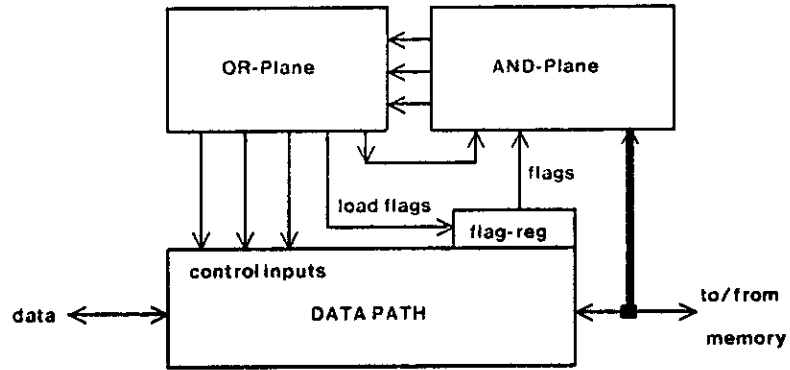 OR-Plane
AND-Plane
flags
load flags
flag-reg
control inputs
data
DATA PATH
to/from
memory